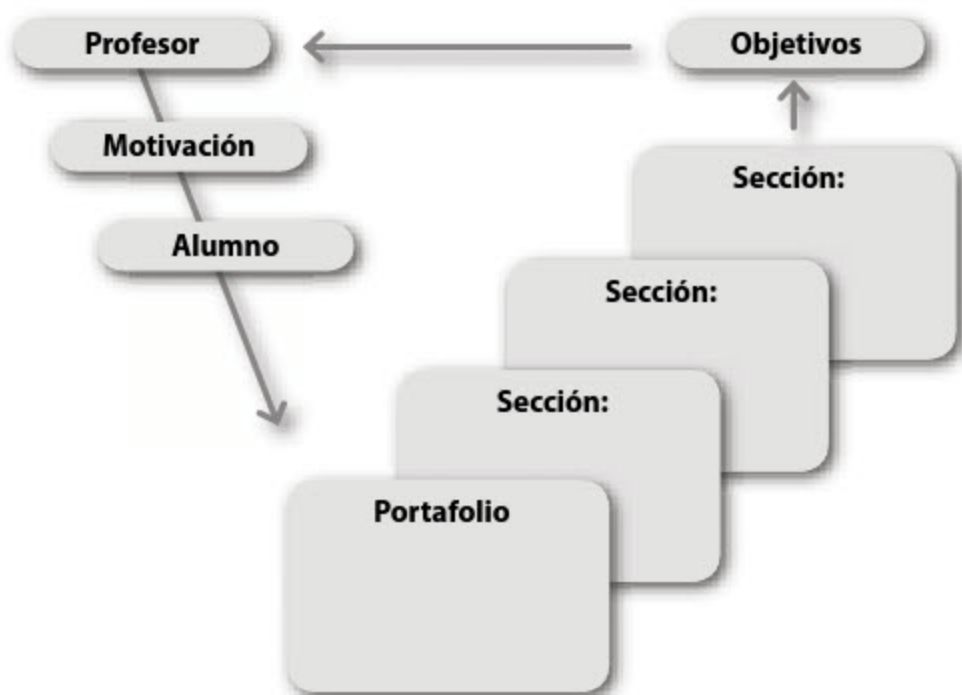 Profesor
Objetivos
Motivación
Sección:
Alumno
Sección:
Sección:
Portafolio